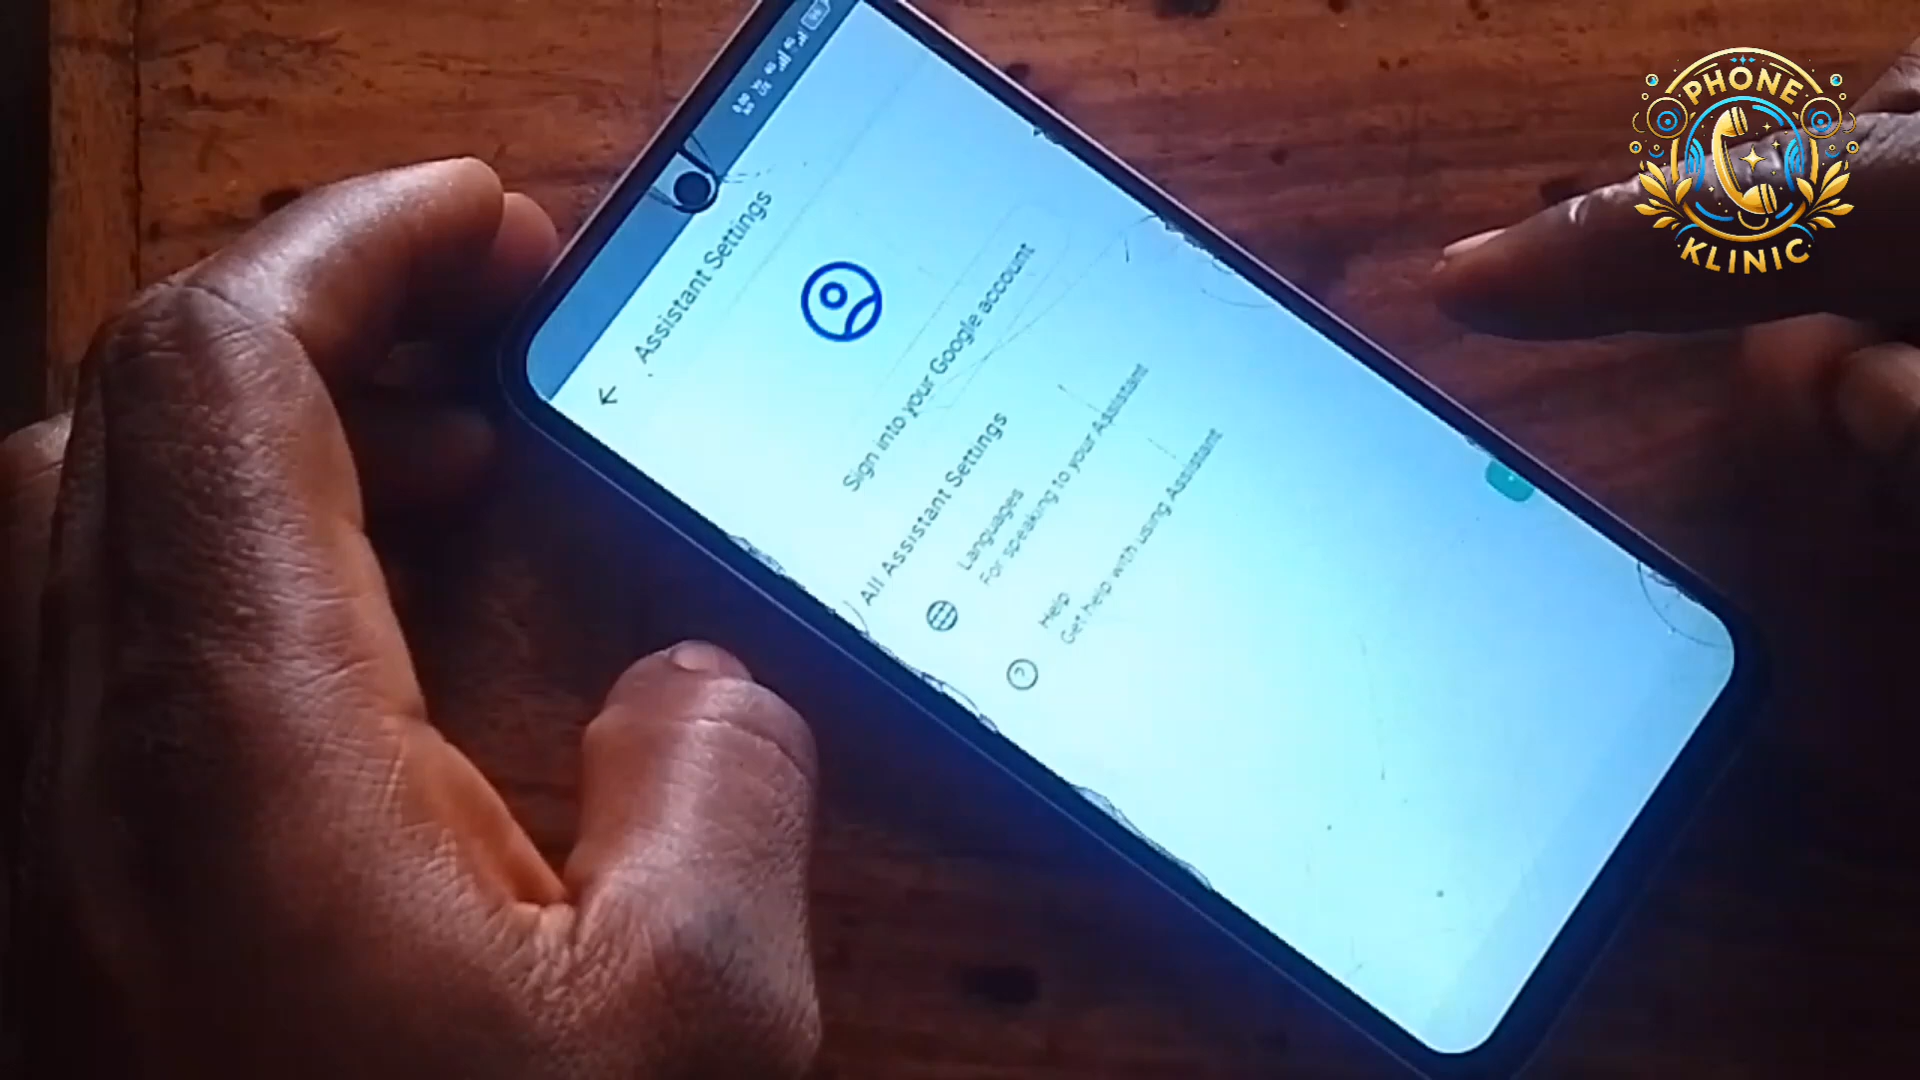 Assistant Settings
Sign into your Google account
All Assistant Settings
Languages
For speaking to your Assistant
Help
Get help with using Assistant
PHONE
KLINIC